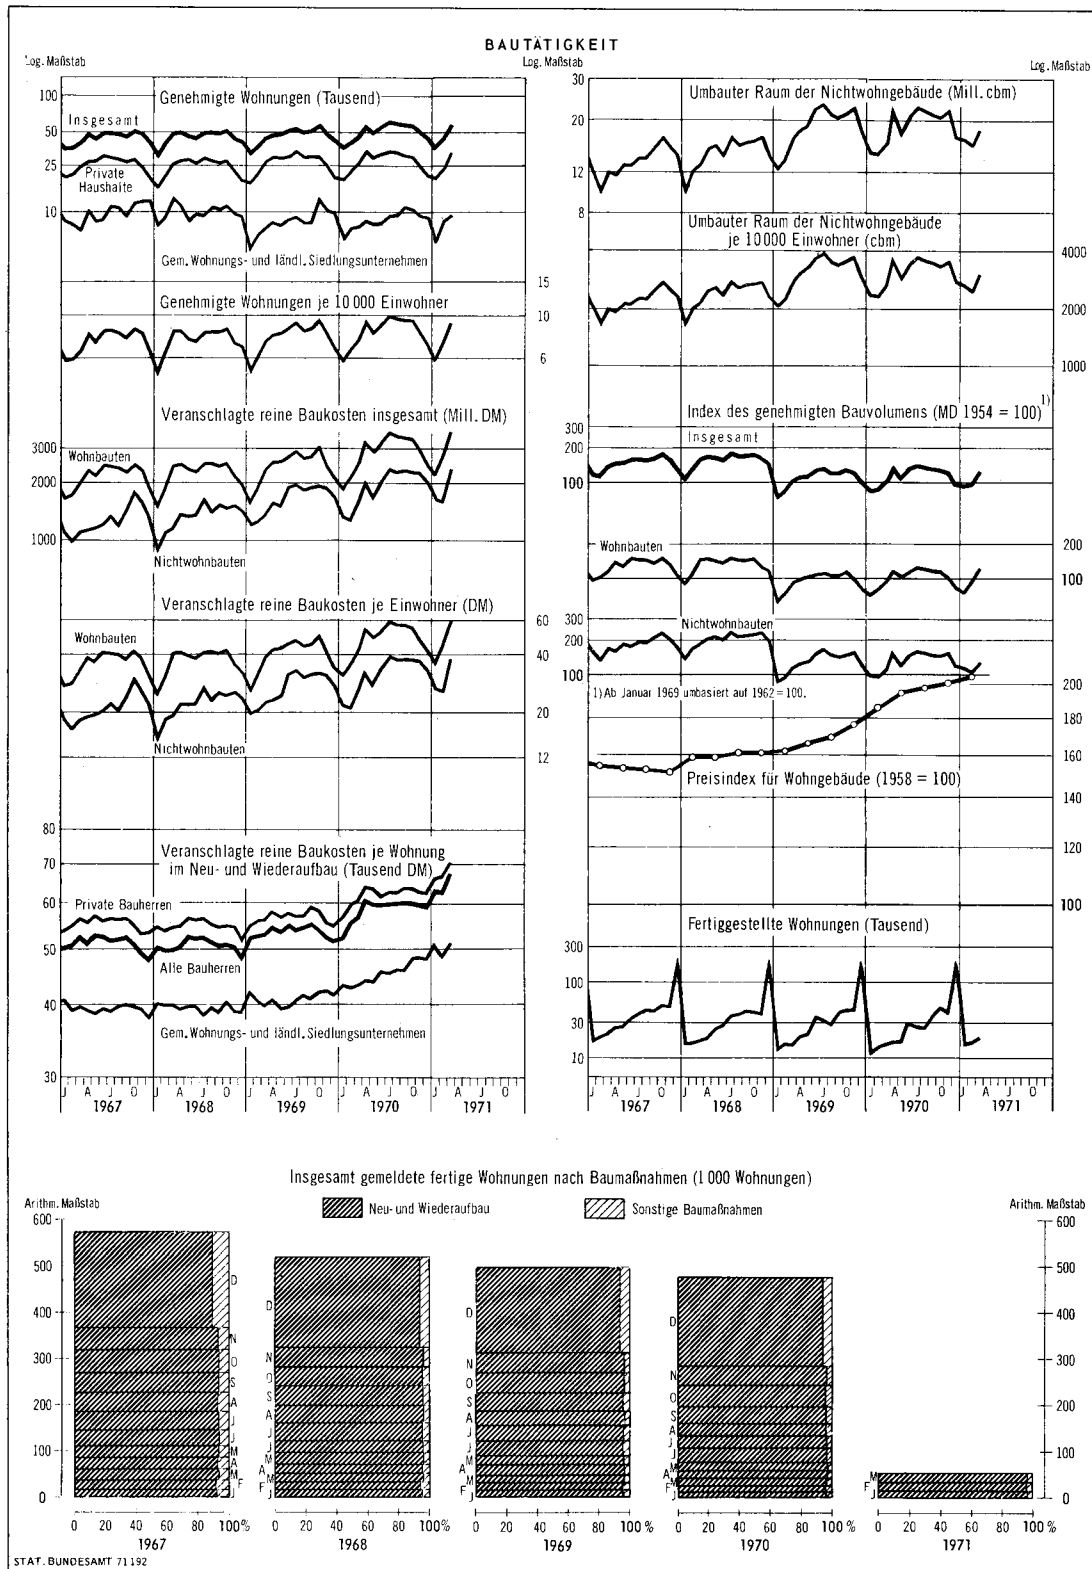 BAUTÄTIGKEIT
Log. Maßstab
Log. Maßstab
Log. Maßstab
Genehmigte Wohnungen (Tausend)
100
Insgesamt
50
25
Private
Haushalte
10
Gem. Wohnungs- und ländl. Siedlungsunternehmen
15
Genehmigte Wohnungen je 10 000 Einwohner
10
6
Veranschlagte reine Baukosten insgesamt (Mill. DM)
3000
Wohnbauten
2000
1000
Nichtwohnbauten
Veranschlagte reine Baukosten je Einwohner (DM)
60
Wohnbauten
40
20
Nichtwohnbauten
12
80
Veranschlagte reine Baukosten je Wohnung
im Neu- und Wiederaufbau (Tausend DM)
70
Private Bauherren
60
50
Alle Bauherren
40
Gem. Wohnungs- und ländl. Siedlungsunternehmen
30
J A J O J A J O J A J O J A J O J A J O
1967 1968 1969 1970 1971
30
Umbauter Raum der Nichtwohngebäude (Mill. cbm)
20
12
8
Umbauter Raum der Nichtwohngebäude
je 10 000 Einwohner (cbm)
4000
2000
1000
Index des genehmigten Bauvolumens (MD 1954 = 100) 1)
300
Insgesamt
200
100
Wohnbauten
200
100
300
Nichtwohnbauten
200
100
1) Ab Januar 1969 umbasiert auf 1962 = 100.
200
180
160
Preisindex für Wohngebäude (1958 = 100)
140
120
100
Fertiggestellte Wohnungen (Tausend)
300
100
30
10
J A J O J A J O J A J O J A J O J A J O
1967 1968 1969 1970 1971
Insgesamt gemeldete fertige Wohnungen nach Baumaßnahmen (1 000 Wohnungen)
Arithm. Maßstab
Neu- und Wiederaufbau
Sonstige Baumaßnahmen
Arithm. Maßstab
600
500
400
300
200
100
0
D
N
O
S
A
J
J
M
A
M
F
J
D
N
D
S
A
J
J
M
A
M
F
J
D
N
O
S
A
J
J
M
A
M
F
J
D
N
O
S
A
J
J
M
A
M
F
J
M
F
J
600
500
400
300
200
100
0
0 20 40 60 80 100 %
0 20 40 60 80 100 %
0 20 40 60 80 100 %
0 20 40 60 80 100 %
0 20 40 60 80 100 %
1967 1968 1969 1970 1971
STAT. BUNDESAMT 71 192